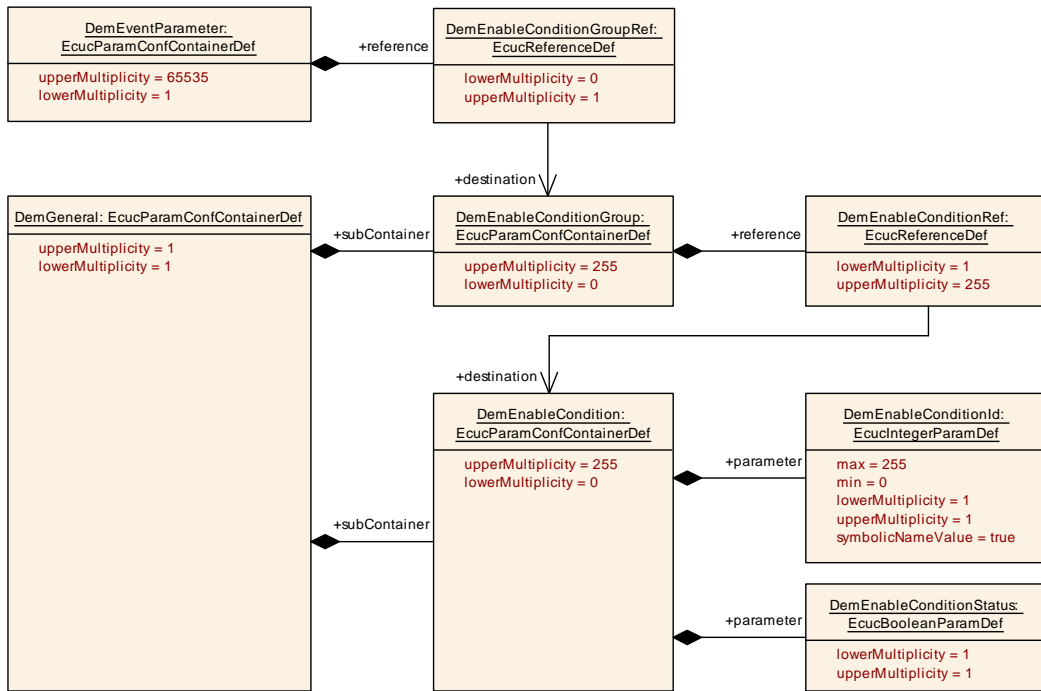 DemEventParameter:
EcucParamConfContainerDef
upperMultiplicity = 65535
lowerMultiplicity = 1
+reference
DemEnableConditionGroupRef:
EcucReferenceDef
lowerMultiplicity = 0
upperMultiplicity = 1
+destination
DemGeneral: EcucParamConfContainerDef
upperMultiplicity = 1
lowerMultiplicity = 1
+subContainer
DemEnableConditionGroup:
EcucParamConfContainerDef
upperMultiplicity = 255
lowerMultiplicity = 0
+reference
DemEnableConditionRef:
EcucReferenceDef
lowerMultiplicity = 1
upperMultiplicity = 255
+destination
+subContainer
DemEnableCondition:
EcucParamConfContainerDef
upperMultiplicity = 255
lowerMultiplicity = 0
+parameter
DemEnableConditionId:
EcucIntegerParamDef
max = 255
min = 0
lowerMultiplicity = 1
upperMultiplicity = 1
symbolicNameValue = true
+parameter
DemEnableConditionStatus:
EcucBooleanParamDef
lowerMultiplicity = 1
upperMultiplicity = 1